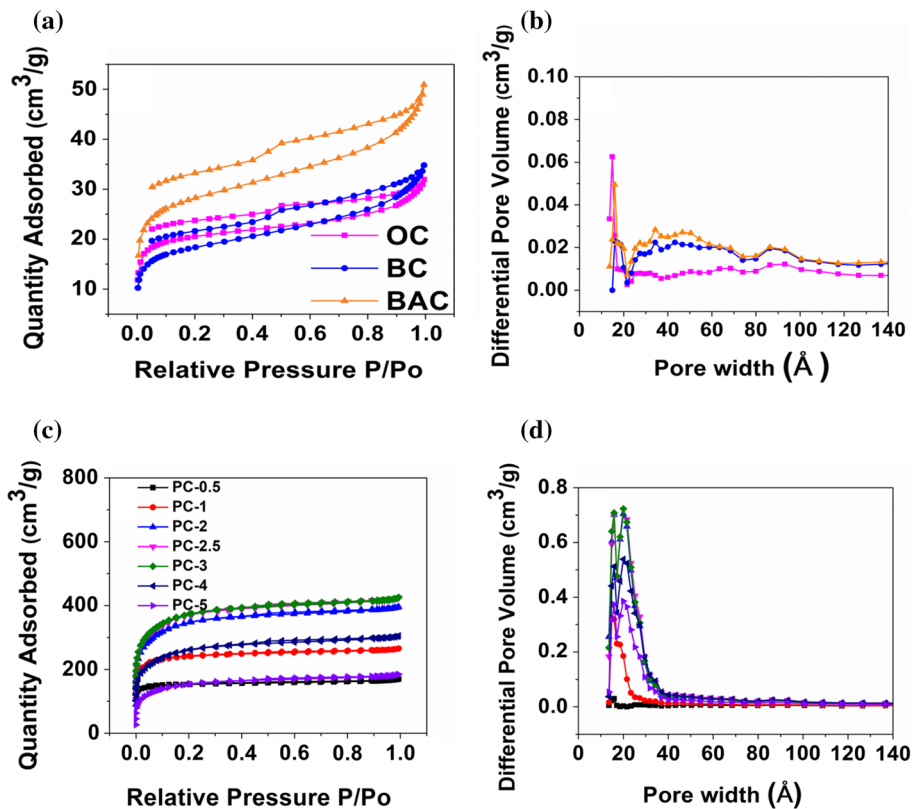 (a)
Quantity Adsorbed (cm³/g)
50
40
30
20
10
0.0 0.2 0.4 0.6 0.8 1.0
Relative Pressure P/Po
OC
BC
BAC
(b)
Differential Pore Volume (cm³/g)
0.10
0.08
0.06
0.04
0.02
0.00
0 20 40 60 80 100 120 140
Pore width (Å )
(c)
Quantity Adsorbed (cm³/g)
800
600
400
200
0
0.0 0.2 0.4 0.6 0.8 1.0
Relative Pressure P/Po
PC-0.5
PC-1
PC-2
PC-2.5
PC-3
PC-4
PC-5
(d)
Differential Pore Volume (cm³/g)
0.8
0.6
0.4
0.2
0.0
0 20 40 60 80 100 120 140
Pore width (Å)